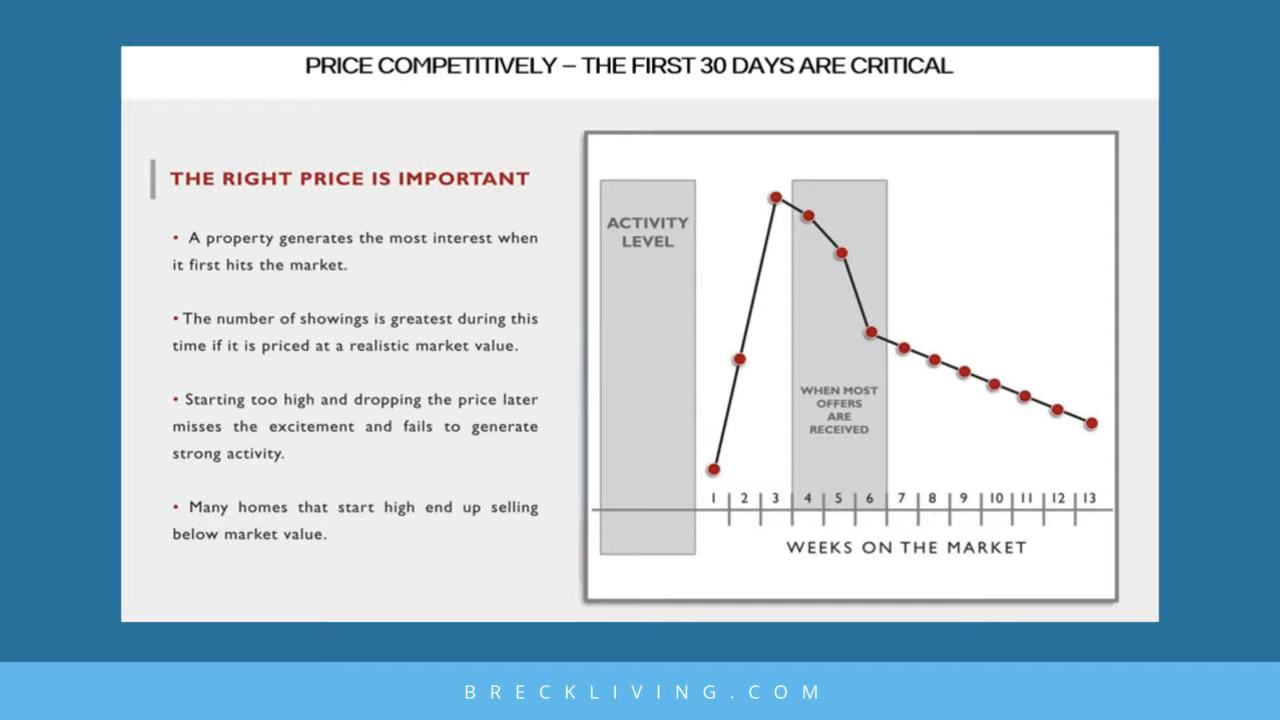 PRICE COMPETITIVELY – THE FIRST 30 DAYS ARE CRITICAL
THE RIGHT PRICE IS IMPORTANT
• A property generates the most interest when
it first hits the market.
• The number of showings is greatest during this
time if it is priced at a realistic market value.
• Starting too high and dropping the price later
misses the excitement and fails to generate
strong activity.
• Many homes that start high end up selling
below market value.
ACTIVITY
LEVEL
WHEN MOST
OFFERS
ARE
RECEIVED
1 2 3 4 5 6 7 8 9 10 11 12 13
WEEKS ON THE MARKET
BRECKLIVING.COM